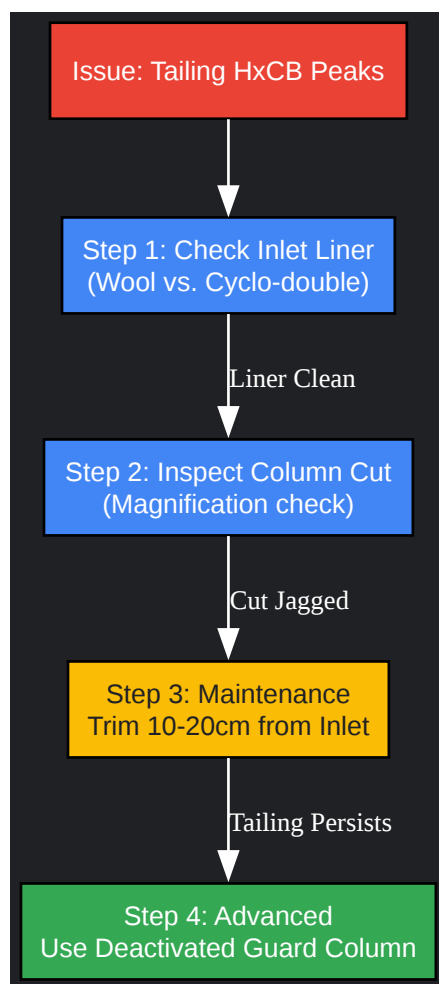 Issue: Tailing HxCB Peaks
Step 1: Check Inlet Liner
(Wool vs. Cyclo-double)
Liner Clean
Step 2: Inspect Column Cut
(Magnification check)
Cut Jagged
Step 3: Maintenance
Trim 10-20cm from Inlet
Tailing Persists
Step 4: Advanced
Use Deactivated Guard Column